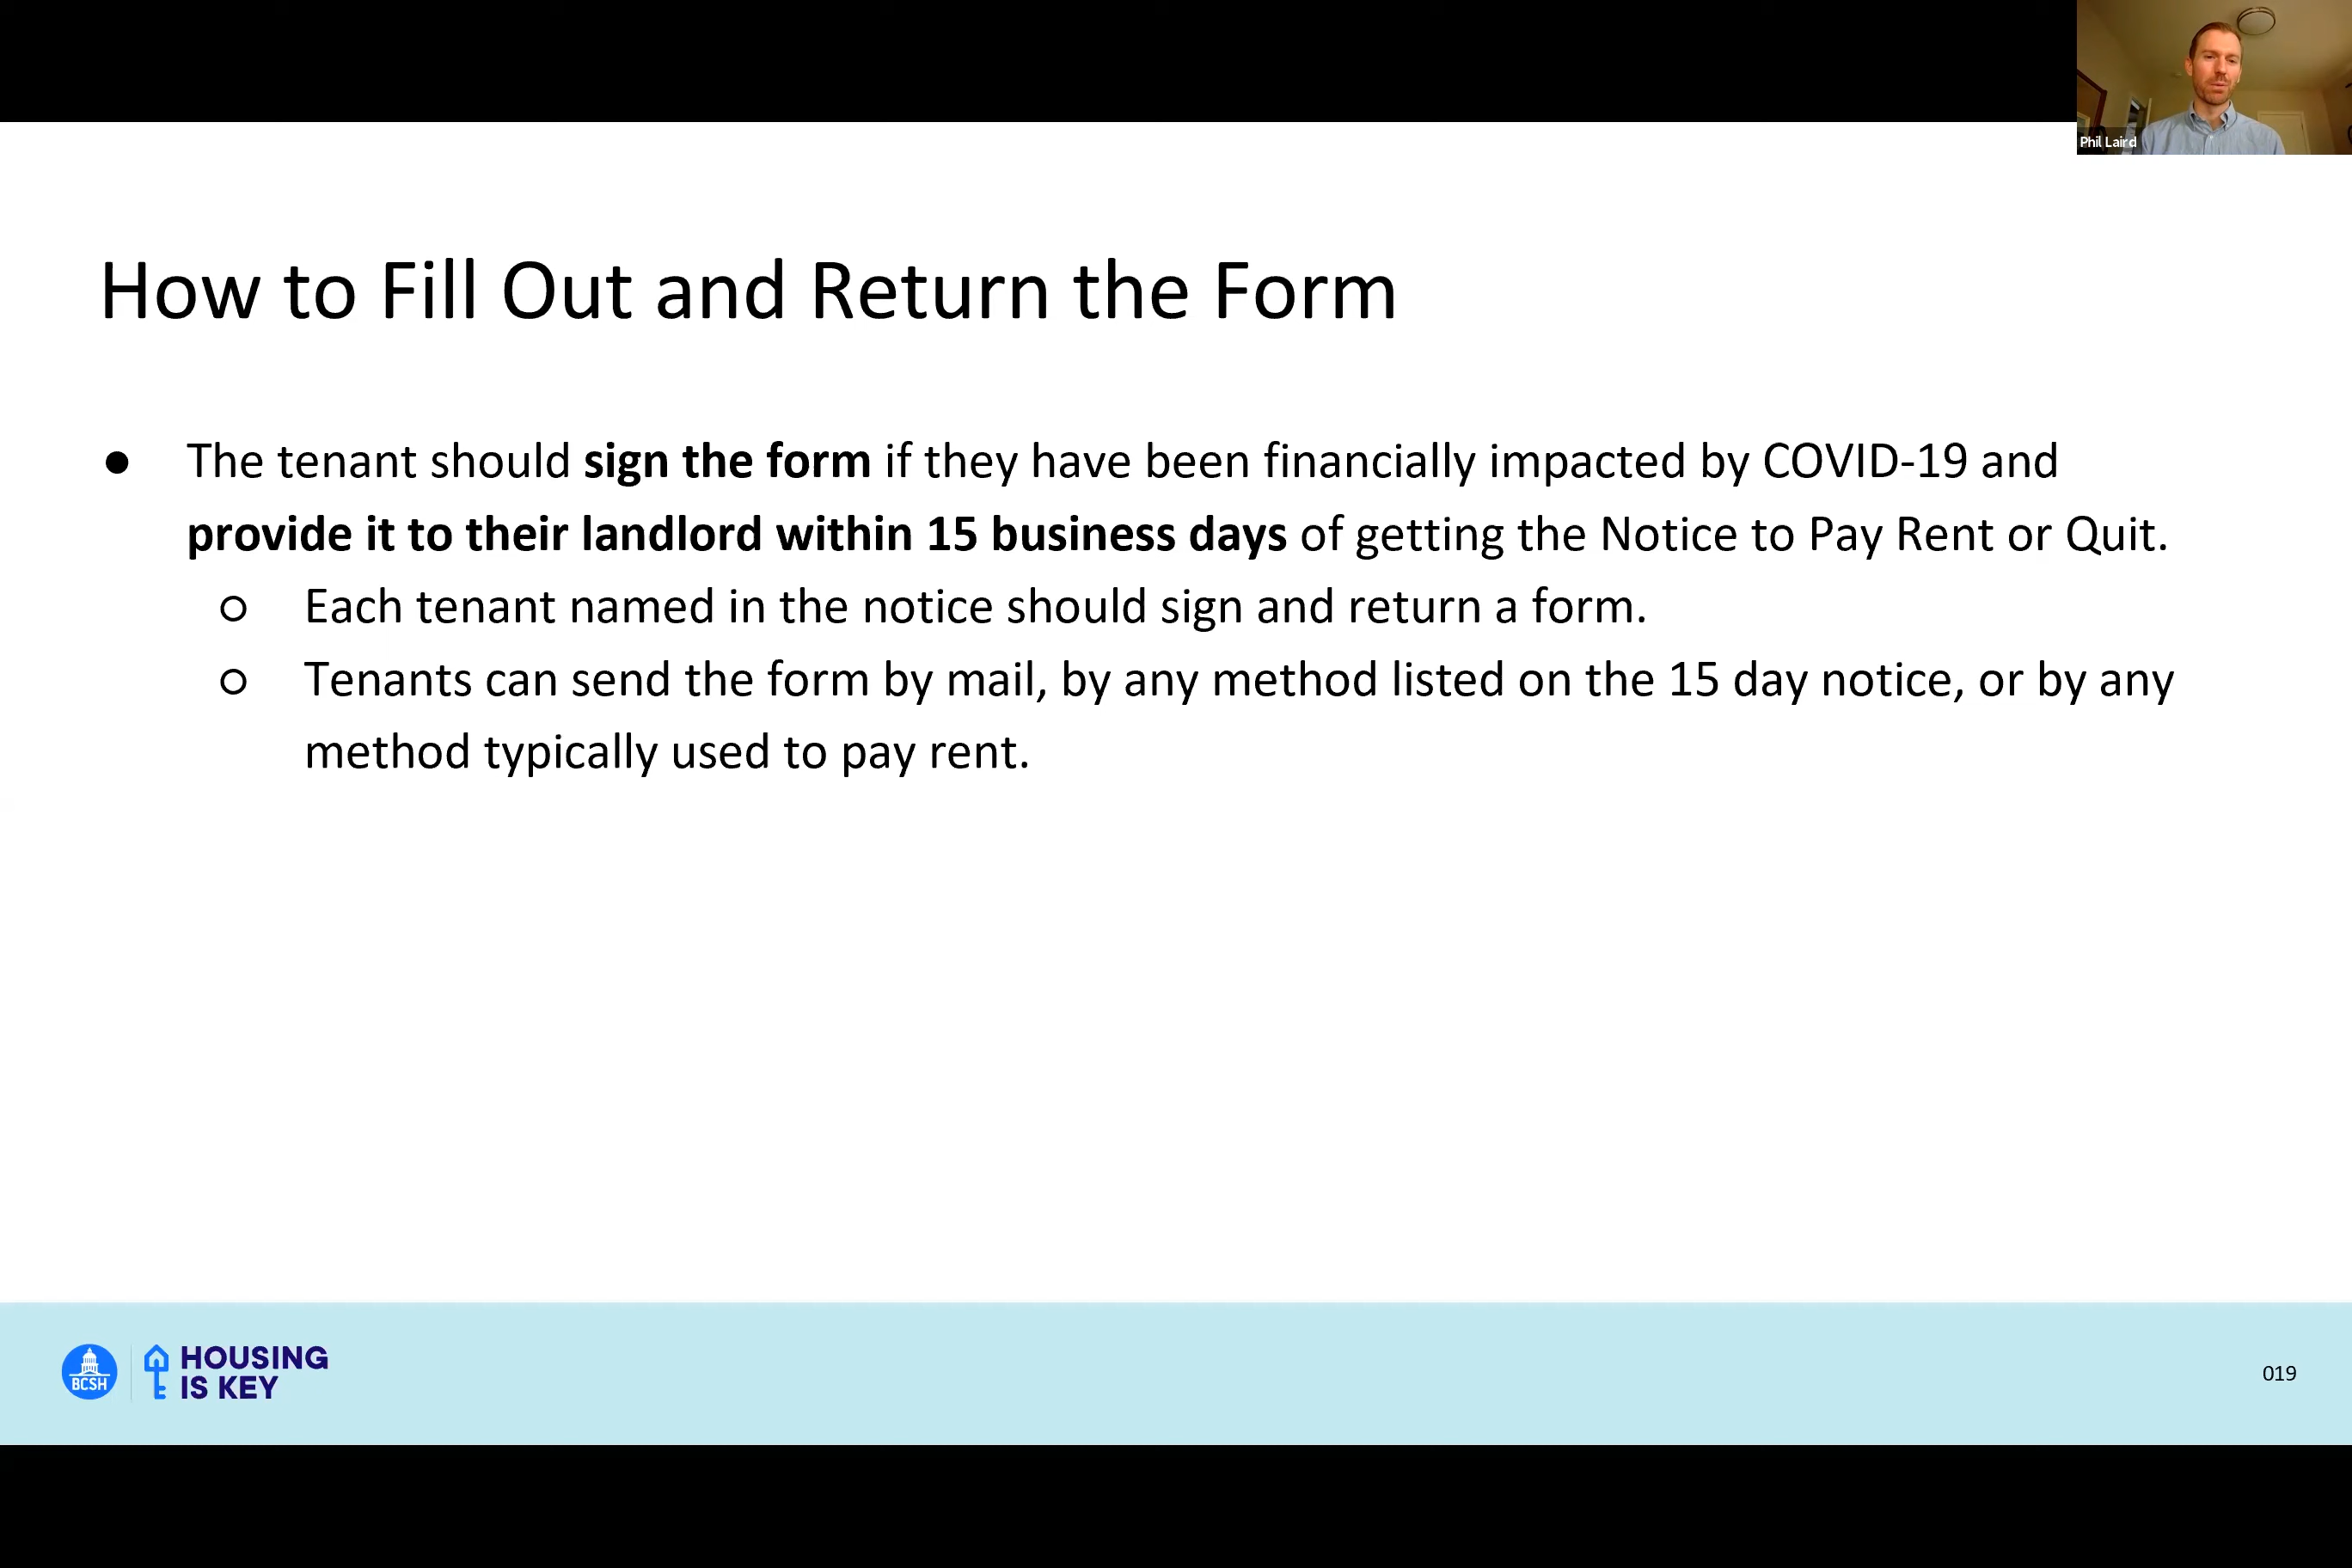 Phil Laird
How to Fill Out and Return the Form
● The tenant should sign the form if they have been financially impacted by COVID-19 and
provide it to their landlord within 15 business days of getting the Notice to Pay Rent or Quit.
○ Each tenant named in the notice should sign and return a form.
○ Tenants can send the form by mail, by any method listed on the 15 day notice, or by any
method typically used to pay rent.
BCSH
HOUSING
IS KEY
019